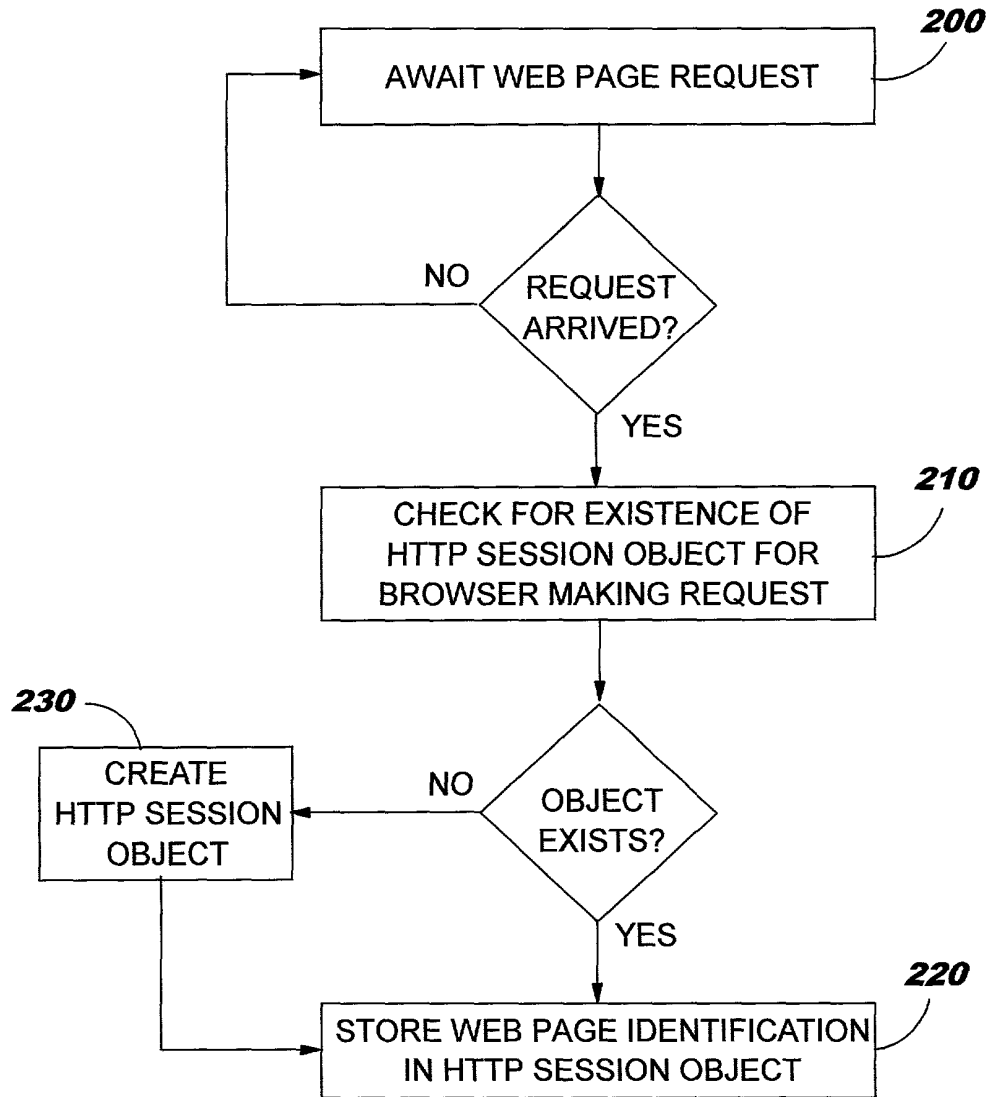 200
AWAIT WEB PAGE REQUEST
NO
REQUEST
ARRIVED?
YES
210
CHECK FOR EXISTENCE OF
HTTP SESSION OBJECT FOR
BROWSER MAKING REQUEST
230
CREATE
HTTP SESSION
OBJECT
NO
OBJECT
EXISTS?
YES
220
STORE WEB PAGE IDENTIFICATION
IN HTTP SESSION OBJECT